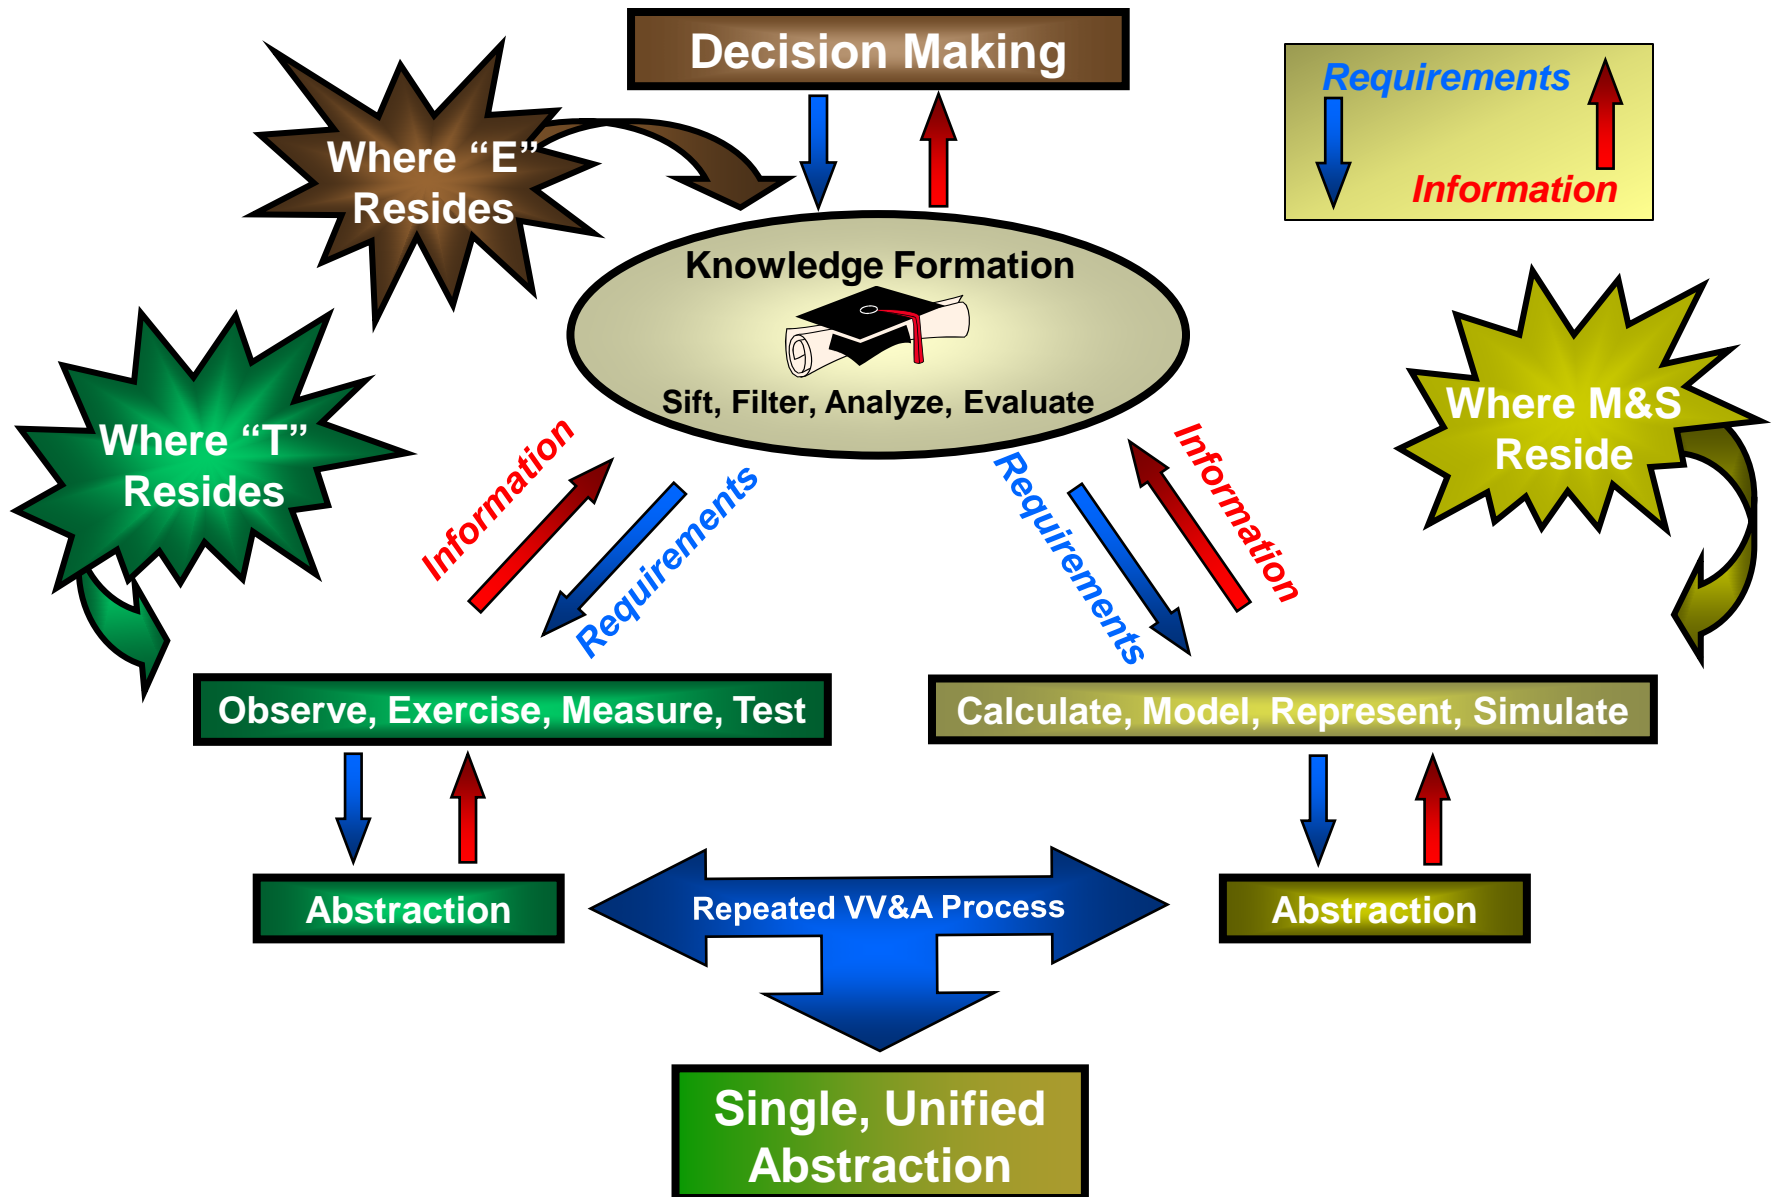 Decision Making
Requirements
Information
Where “E”
Resides
Knowledge Formation
Sift, Filter, Analyze, Evaluate
Where “T”
Resides
Where M&S
Reside
Information
Requirements
Requirements
Information
Observe, Exercise, Measure, Test
Calculate, Model, Represent, Simulate
Abstraction
Repeated VV&A Process
Abstraction
Single, Unified
Abstraction